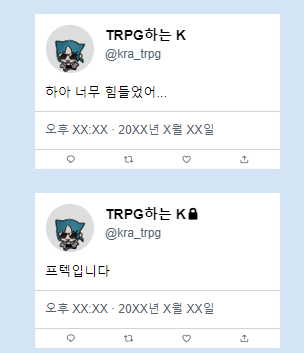 TRPG하는 K
@kra_trpg
하아 너무 힘들었어...
오후 XX:XX · 20XX년 X월 XX일
TRPG하는 K
@kra_trpg
프텍입니다
오후 XX:XX · 20XX년 X월 XX일